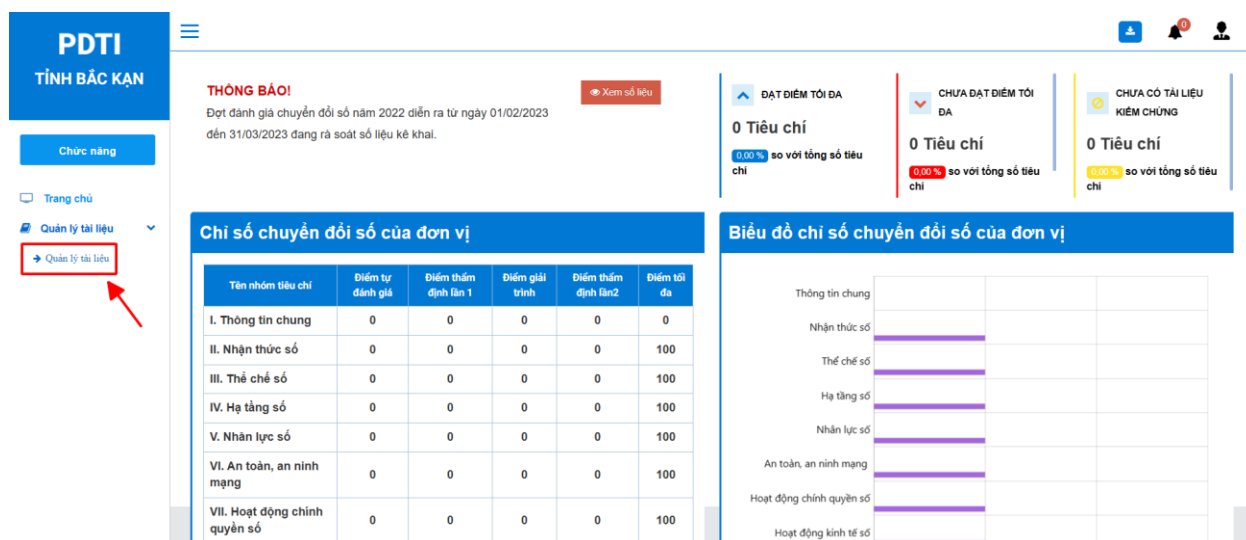 PDTI
TỈNH BẮC KẠN
Chức năng
Trang chủ
Quản lý tài liệu
Quản lý tài liệu
0
THÔNG BÁO!
Xem số liệu
Đợt đánh giá chuyển đổi số năm 2022 diễn ra từ ngày 01/02/2023
đến 31/03/2023 đang rà soát số liệu kê khai.
ĐẠT ĐIỂM TỐI ĐA
0 Tiêu chí
0,00 % so với tổng số tiêu
chí
CHƯA ĐẠT ĐIỂM TỐI
ĐA
0 Tiêu chí
0,00 % so với tổng số tiêu
chí
CHƯA CÓ TÀI LIỆU
KIỂM CHỨNG
0 Tiêu chí
0,00 % so với tổng số tiêu
chí
Chỉ số chuyển đổi số của đơn vị
Tên nhóm tiêu chí Điểm tự Điểm thẩm Điểm giải Điểm thẩm Điểm tối
đánh giá định lần 1 trình định lần2 đa
I. Thông tin chung 0 0 0 0 0
II. Nhận thức số 0 0 0 0 100
III. Thể chế số 0 0 0 0 100
IV. Hạ tầng số 0 0 0 0 100
V. Nhân lực số 0 0 0 0 100
VI. An toàn, an ninh
mạng 0 0 0 0 100
VII. Hoạt động chính
quyền số 0 0 0 0 100
Biểu đồ chỉ số chuyển đổi số của đơn vị
Thông tin chung
Nhận thức số
Thể chế số
Hạ tầng số
Nhân lực số
An toàn, an ninh mạng
Hoạt động chính quyền số
Hoạt động kinh tế số